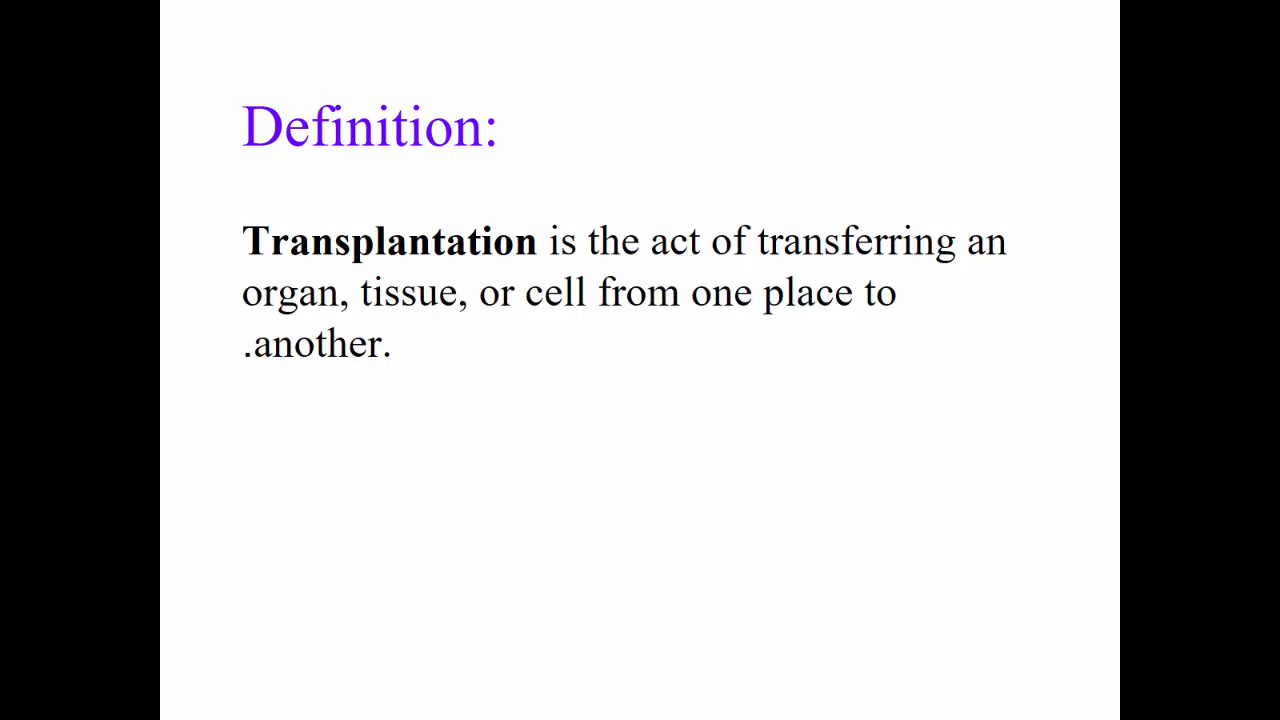 Definition:
Transplantation is the act of transferring an
organ, tissue, or cell from one place to
.another.